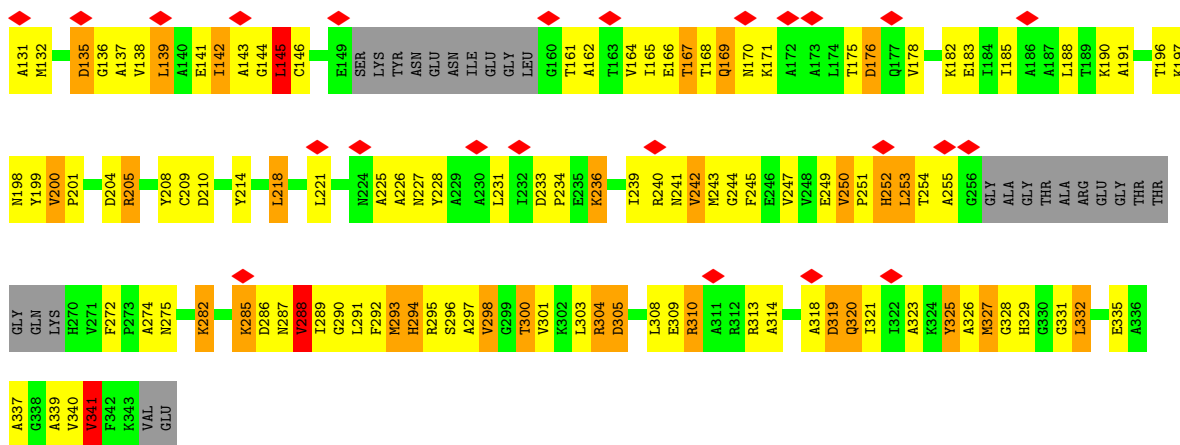 A131 M132 D135 G136 A137 V138 L139 A140 E141 I142 A143 G144 L145 C146 E149 SER LYS TYR ASN GLU ASN ILE GLU GLY LEU G160 T161 A162 T163 V164 I165 E166 T167 T168 Q169 N170 K171 A172 A173 L174 T175 D176 Q177 V178 K182 E183 I184 I185 A186 A187 L188 T189 K190 A191 T196 K197
N198 Y199 V200 P201 D204 R205 Y208 C209 D210 Y214 L218 L221 N224 A225 A226 N227 Y228 A229 A230 L231 I232 D233 P234 E235 K236 I239 R240 N241 V242 M243 G244 F245 E246 V247 V248 E249 V250 P251 H252 L253 T254 A255 G256 GLY ALA GLY THR ALA ARG GLU GLY THR THR
GLY GLN LYS H270 V271 F272 P273 A274 N275 K282 K285 D286 N287 V288 I289 G290 L291 F292 M293 H294 R295 S296 A297 V298 G299 T300 V301 K302 L303 R304 D305 L308 E309 R310 A311 R312 R313 A314 A318 D319 Q320 I321 I322 A323 K324 Y325 A326 M327 G328 H329 G330 G331 L332 E335 A336
A337 G338 A339 V340 V341 F342 K343 VAL GLU